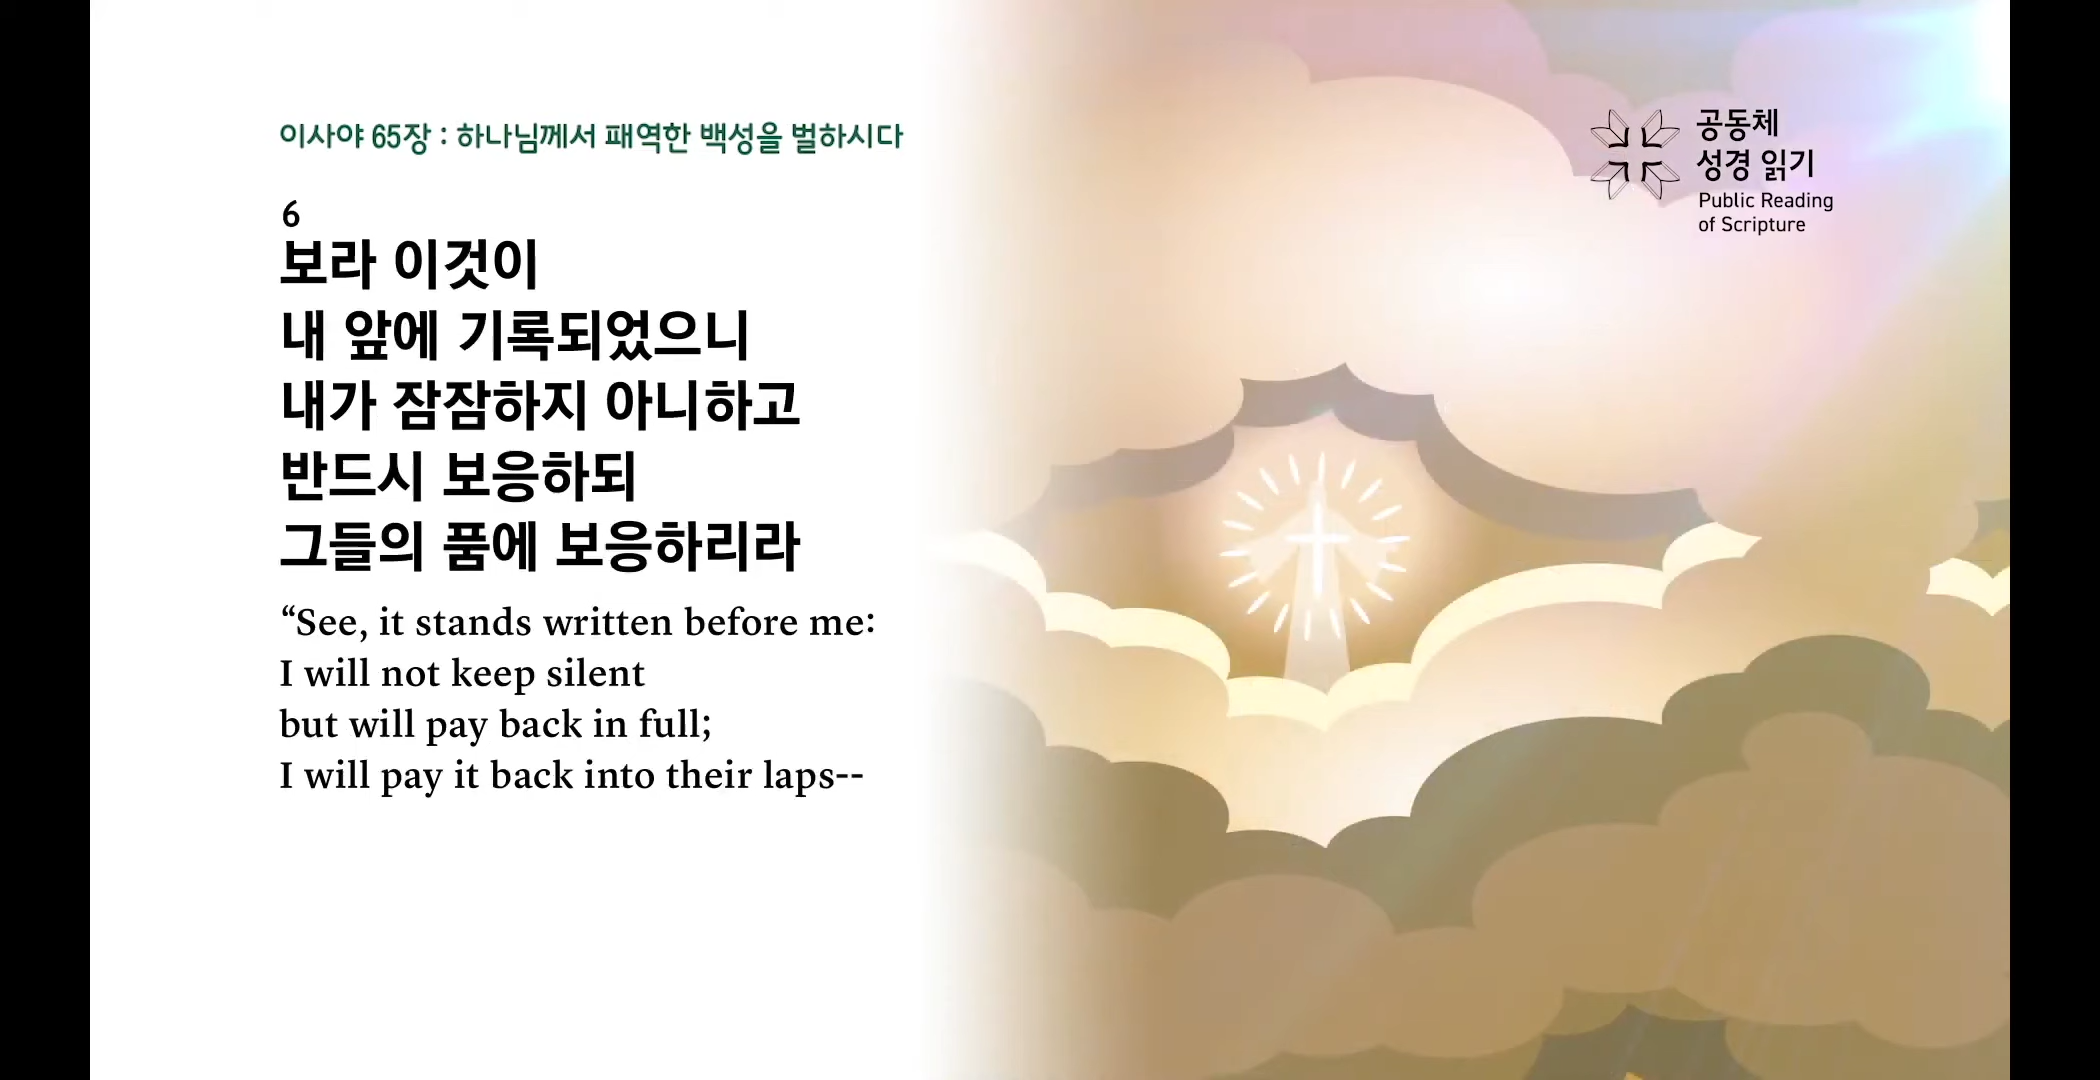 이사야 65장 : 하나님께서 패역한 백성을 벌하시다
6
보라 이것이
내 앞에 기록되었으니
내가 잠잠하지 아니하고
반드시 보응하되
그들의 품에 보응하리라
“See, it stands written before me:
I will not keep silent
but will pay back in full;
I will pay it back into their laps--
공동체
성경 읽기
Public Reading
of Scripture